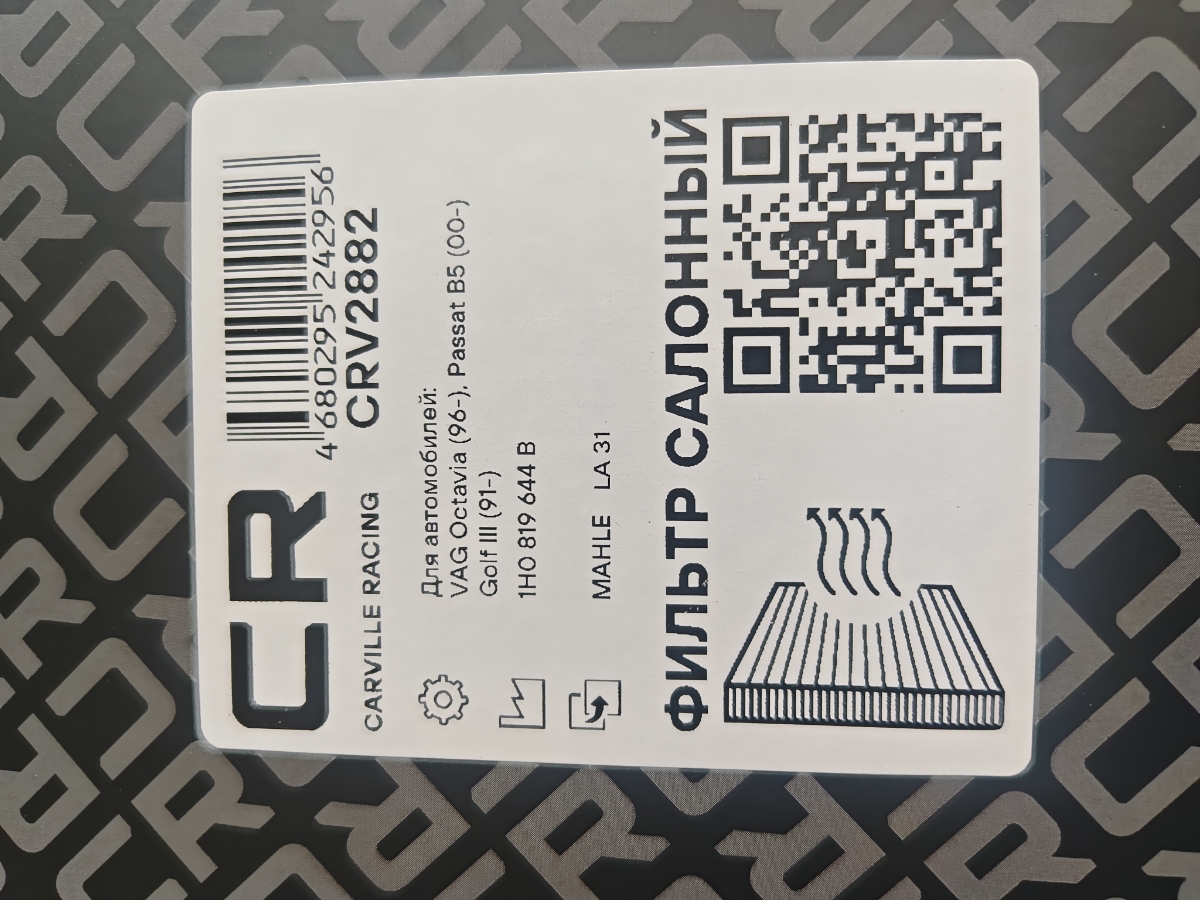 CR
CARVILLE RACING
4 680295 242956
CRV2882
Для автомобилей:
VAG Octavia (96-), Passat B5 (00-)
Golf III (91-)
1H0 819 644 B
MAHLE LA 31
ФИЛЬТР САЛОННЫЙ